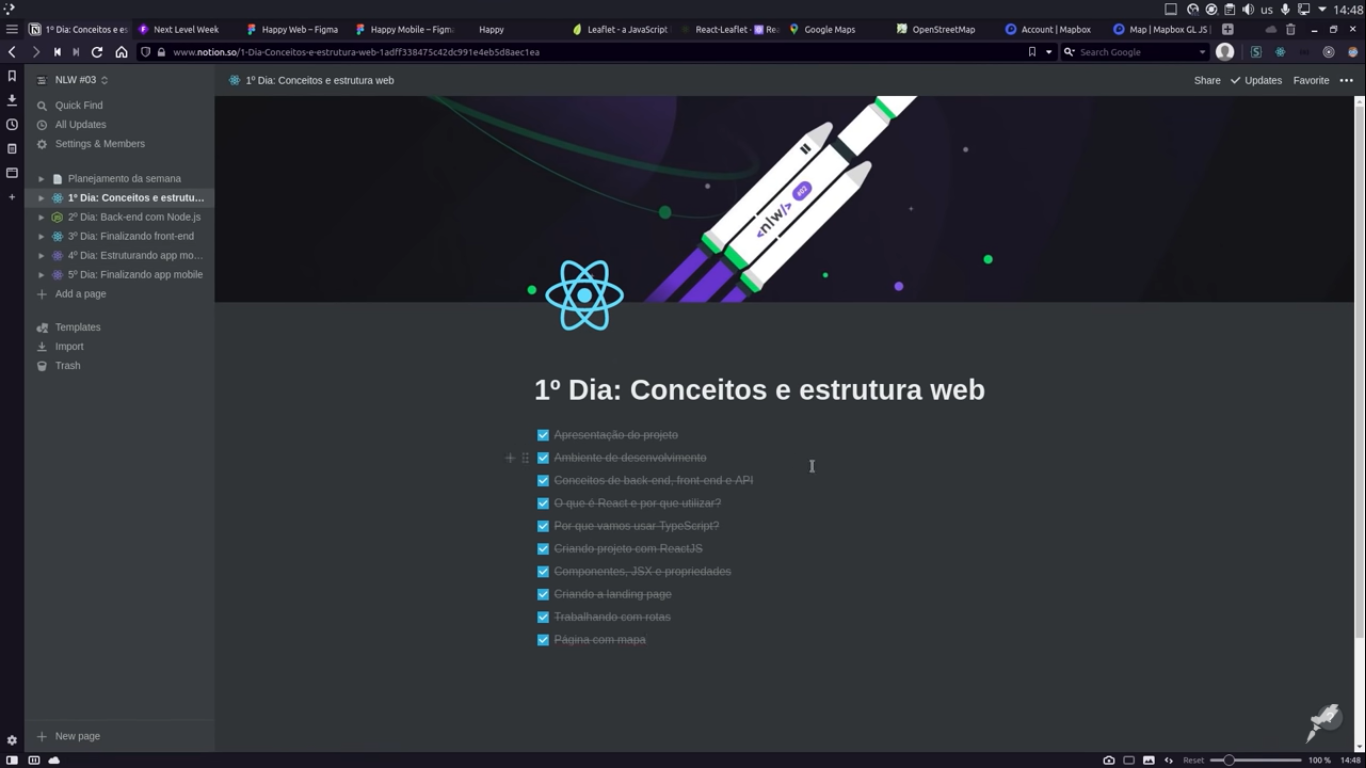 14:48
1º Dia: Conceitos e es
Next Level Week
Happy Web – Figma
Happy Mobile – Figma
Happy
Leaflet - a JavaScript
React-Leaflet -
Google Maps
OpenStreetMap
Account | Mapbox
Map | Mapbox GL JS |
us
www.notion.so/1-Dia-Conceitos-e-estrutura-web-1adff338475c42dc991e4eb5d8aec1ea
Search Google
NLW #03
1º Dia: Conceitos e estrutura web
Share
Updates
Favorite
Quick Find
All Updates
Settings & Members
Planejamento da semana
1º Dia: Conceitos e estrutu...
2º Dia: Back-end com Node.js
3º Dia: Finalizando front-end
4º Dia: Estruturando app mo...
5º Dia: Finalizando app mobile
Add a page
Templates
Import
Trash
<nlw/> #02
1º Dia: Conceitos e estrutura web
Apresentação do projeto
Ambiente de desenvolvimento
Conceitos de back-end, front-end e API
O que é React e por que utilizar?
Por que vamos usar TypeScript?
Criando projeto com ReactJS
Componentes, JSX e propriedades
Criando a landing page
Trabalhando com rotas
Página com mapa
New page
Reset
100 %
14:48